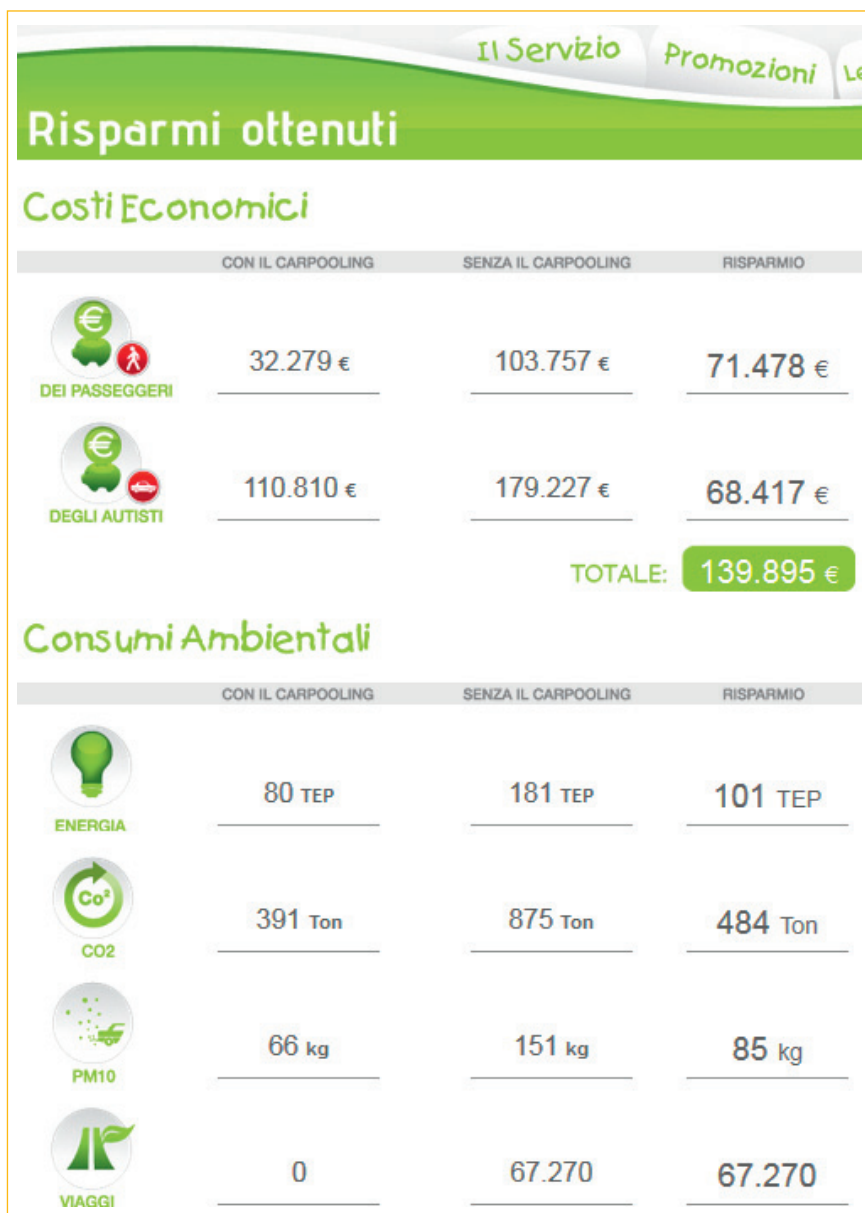 Il Servizio Promozioni Le
Risparmi ottenuti
Costi Economici
CON IL CARPOOLING SENZA IL CARPOOLING RISPARMIO
€
DEI PASSEGGERI 32.279 € 103.757 € 71.478 €
€
DEGLI AUTISTI 110.810 € 179.227 € 68.417 €
TOTALE: 139.895 €
Consumi Ambientali
CON IL CARPOOLING SENZA IL CARPOOLING RISPARMIO
ENERGIA 80 TEP 181 TEP 101 TEP
Co²
CO2 391 Ton 875 Ton 484 Ton
PM10 66 kg 151 kg 85 kg
VIAGGI 0 67.270 67.270